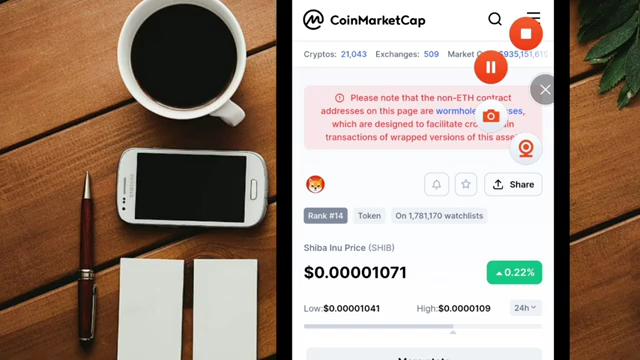 CoinMarketCap
Cryptos: 21,043 Exchanges: 509 Market
Please note that the non-ETH contract
addresses on this page are
which are designed to facilitate
transactions of wrapped versions of this
Share
Rank #14 Token On 1,781,170 watchlists
Shiba Inu Price (SHIB)
$0.00001071 0.22%
Low:$0.00001041 High:$0.0000109 24h
SAMSUNG